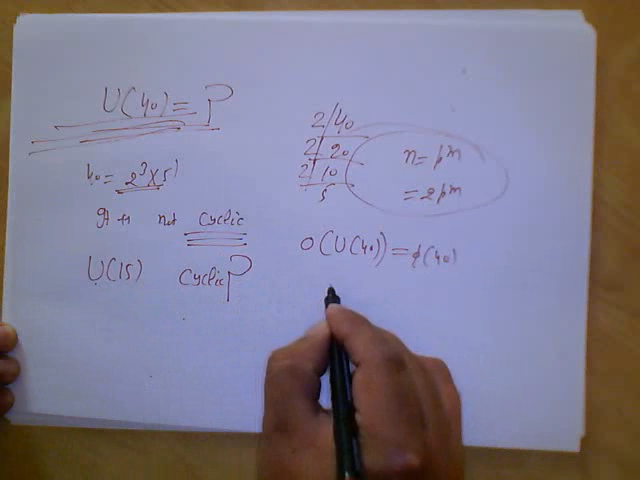 U(40) = ?
40 = 2³ × 5¹
It is not cyclic
U(15) cyclic ?
2/40
2/20
2/10
5
n = pᵐ
= 2pᵐ
O(U(40)) = ϕ(40)